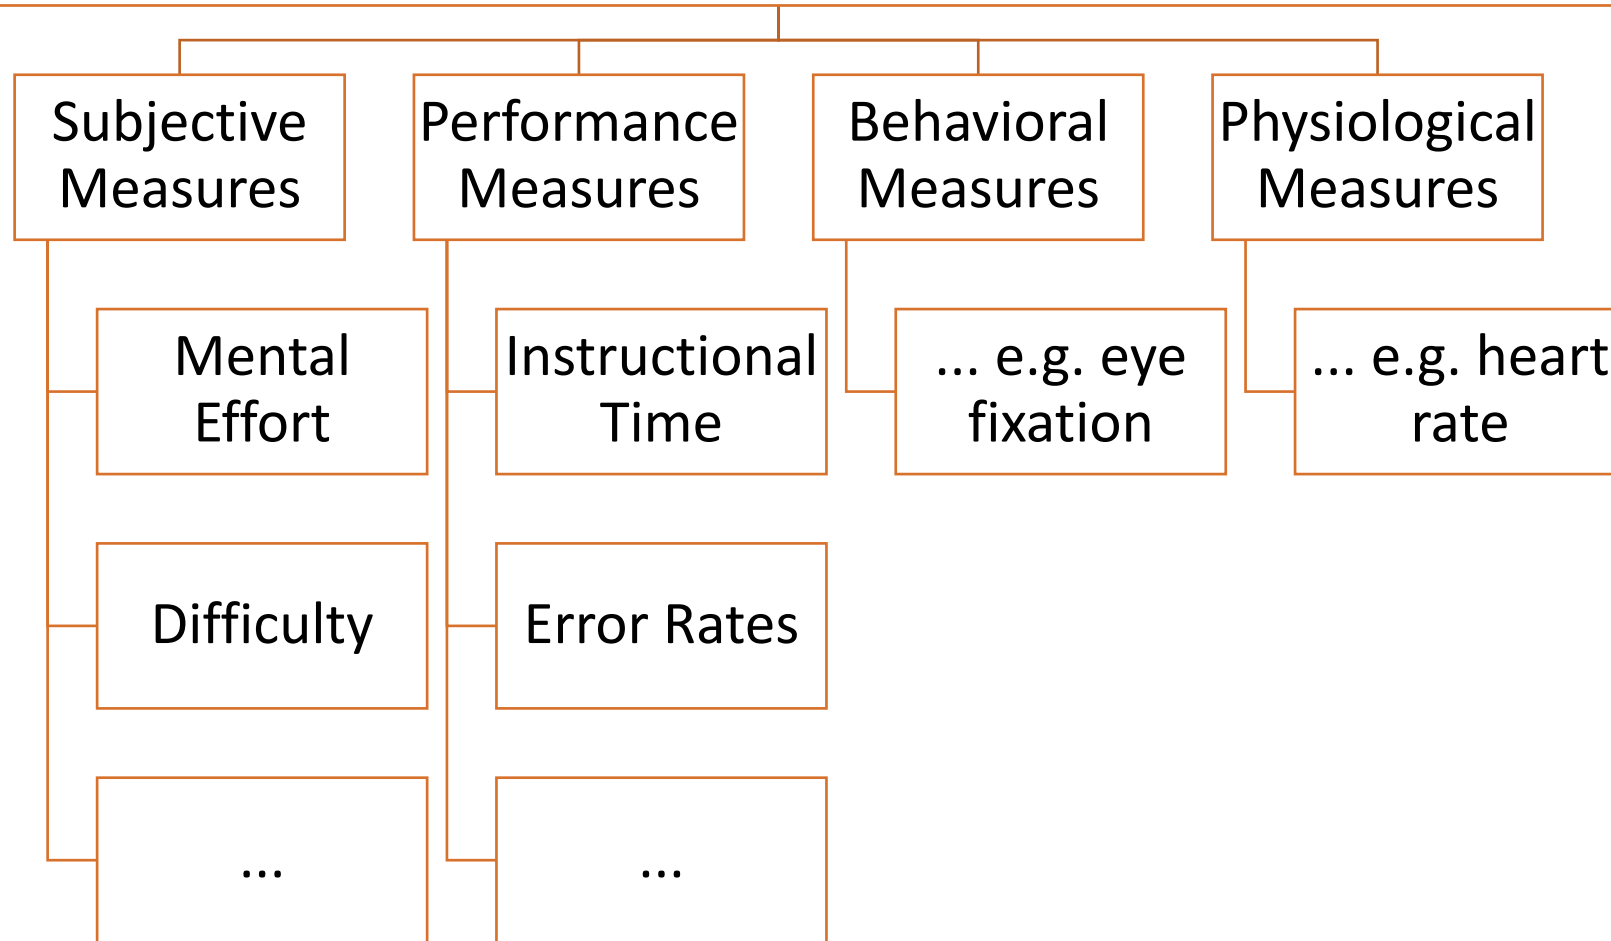 Subjective
Measures
Performance
Measures
Behavioral
Measures
Physiological
Measures
Mental
Effort
Instructional
Time
... e.g. eye
fixation
... e.g. heart
rate
Difficulty
Error Rates
...
...